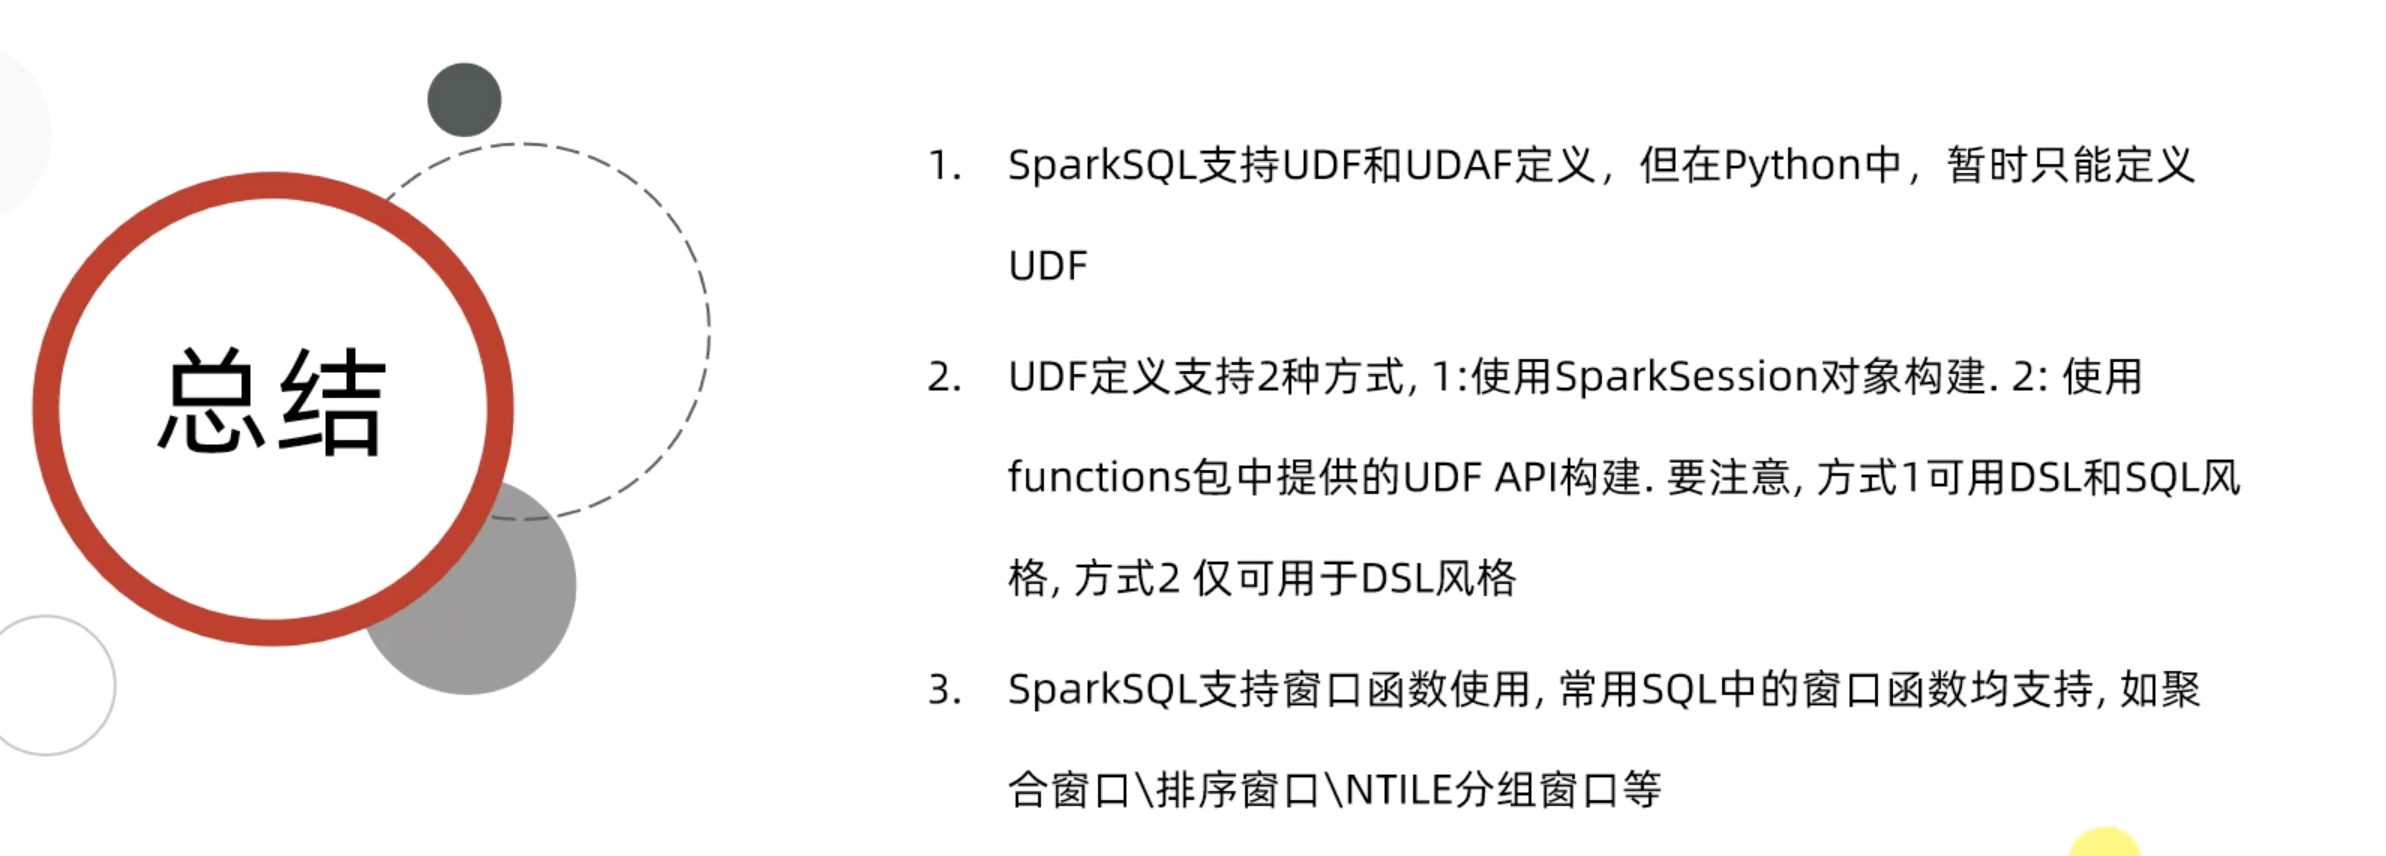 总结
1. SparkSQL支持UDF和UDAF定义，但在Python中，暂时只能定义
UDF
2. UDF定义支持2种方式, 1:使用SparkSession对象构建. 2: 使用
functions包中提供的UDF API构建. 要注意, 方式1可用DSL和SQL风
格, 方式2 仅可用于DSL风格
3. SparkSQL支持窗口函数使用, 常用SQL中的窗口函数均支持, 如聚
合窗口\排序窗口\NTILE分组窗口等